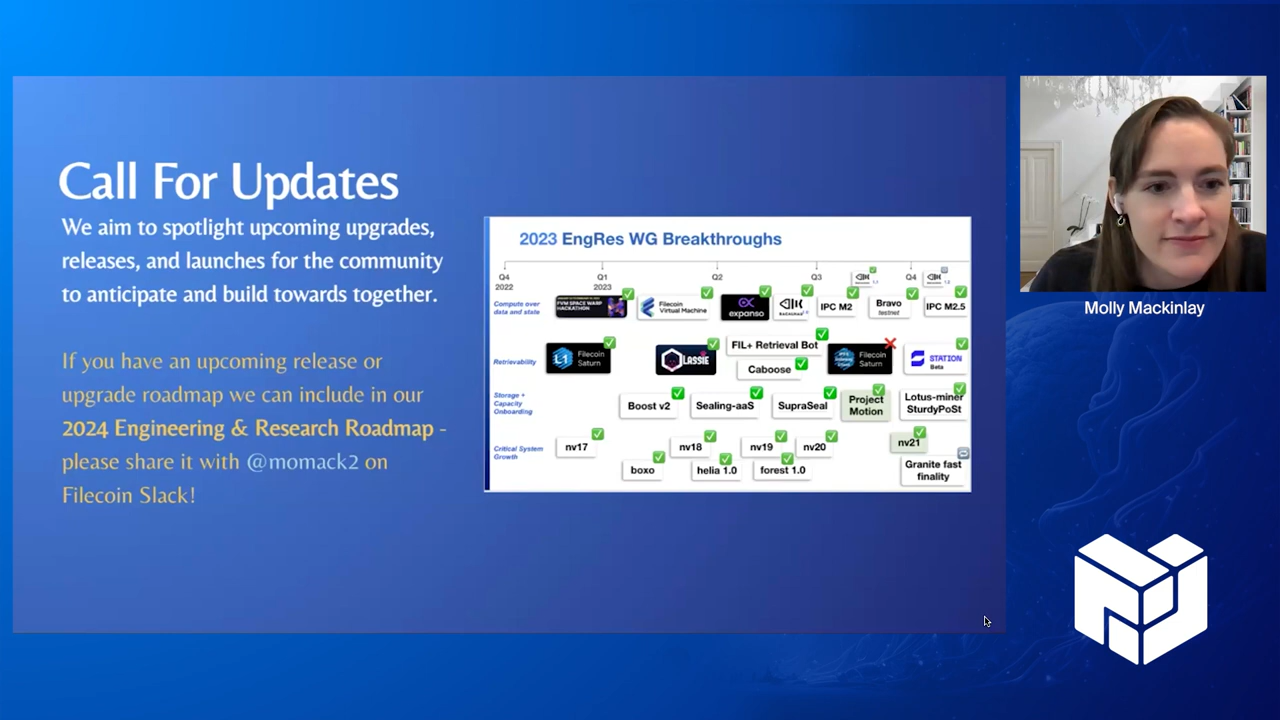 Call For Updates
We aim to spotlight upcoming upgrades,
releases, and launches for the community
to anticipate and build towards together.
If you have an upcoming release or
upgrade roadmap we can include in our
2024 Engineering & Research Roadmap -
please share it with @momack2 on
Filecoin Slack!
2023 EngRes WG Breakthroughs
Q4
2022
Q1
2023
Q2
Q3
Q4
Compute over
data and state
FVM SPACE WARP
HACKATHON
Filecoin
Virtual Machine
expanso
IPC M2
Bravo
testnet
IPC M2.5
Retrievability
L1
Filecoin
Saturn
LASSIE
FIL+ Retrieval Bot
Caboose
Filecoin
Saturn
STATION
Beta
Storage +
Capacity
Onboarding
Boost v2
Sealing-aaS
SupraSeal
Project
Motion
Lotus-miner
SturdyPoSt
Critical System
Growth
nv17
nv18
nv19
nv20
nv21
boxo
helia 1.0
forest 1.0
Granite fast
finality
Molly Mackinlay